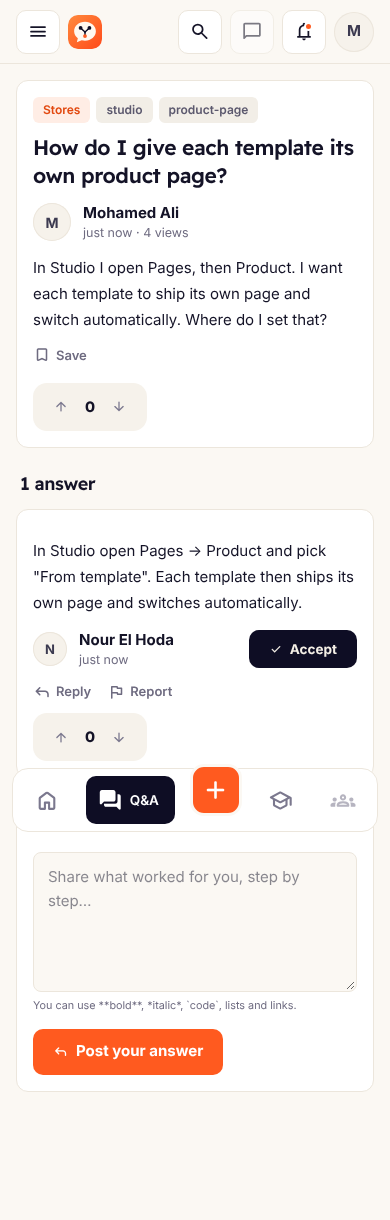 M
Stores studio product-page
How do I give each template its
own product page?
M
Mohamed Ali
just now · 4 views
In Studio I open Pages, then Product. I want
each template to ship its own page and
switch automatically. Where do I set that?
Save
0
1 answer
In Studio open Pages → Product and pick
"From template". Each template then ships its
own page and switches automatically.
N
Nour El Hoda
just now
Accept
Reply Report
0
Q&A
Share what worked for you, step by
step...
You can use **bold**, *italic*, `code`, lists and links.
Post your answer